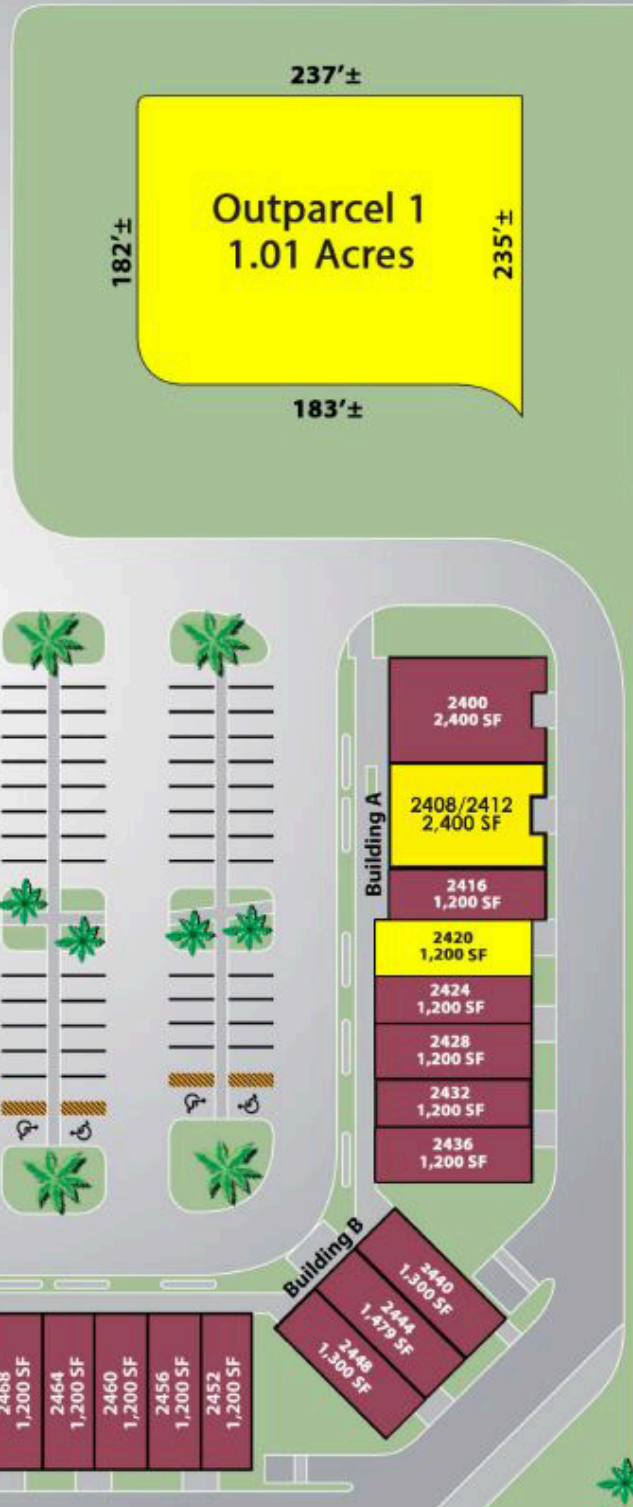 237'±
Outparcel 1
1.01 Acres
182'±
235'±
183'±
2400
2,400 SF
Building A
2408/2412
2,400 SF
2416
1,200 SF
2420
1,200 SF
2424
1,200 SF
2428
1,200 SF
2432
1,200 SF
2436
1,200 SF
Building B
2440
1,300 SF
2444
1,479 SF
2448
1,300 SF
2468
1,200 SF
2464
1,200 SF
2460
1,200 SF
2456
1,200 SF
2452
1,200 SF